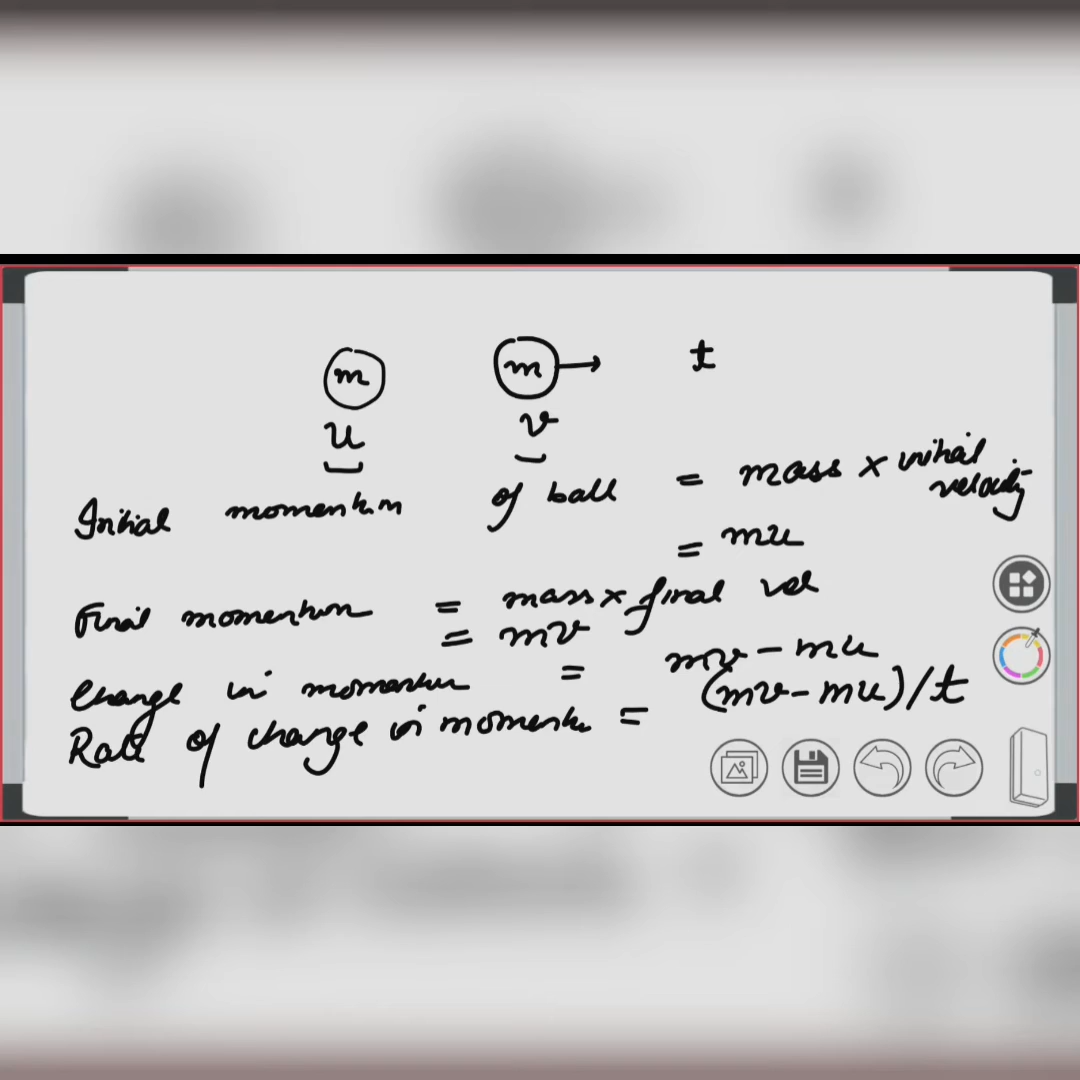 m m → t
u v
Initial momentum of ball = mass × initial velocity
= mu
Final momentum = mass × final vel
= mv
Change in momentum = mv - mu
Rate of change in momentu = (mv - mu)/t